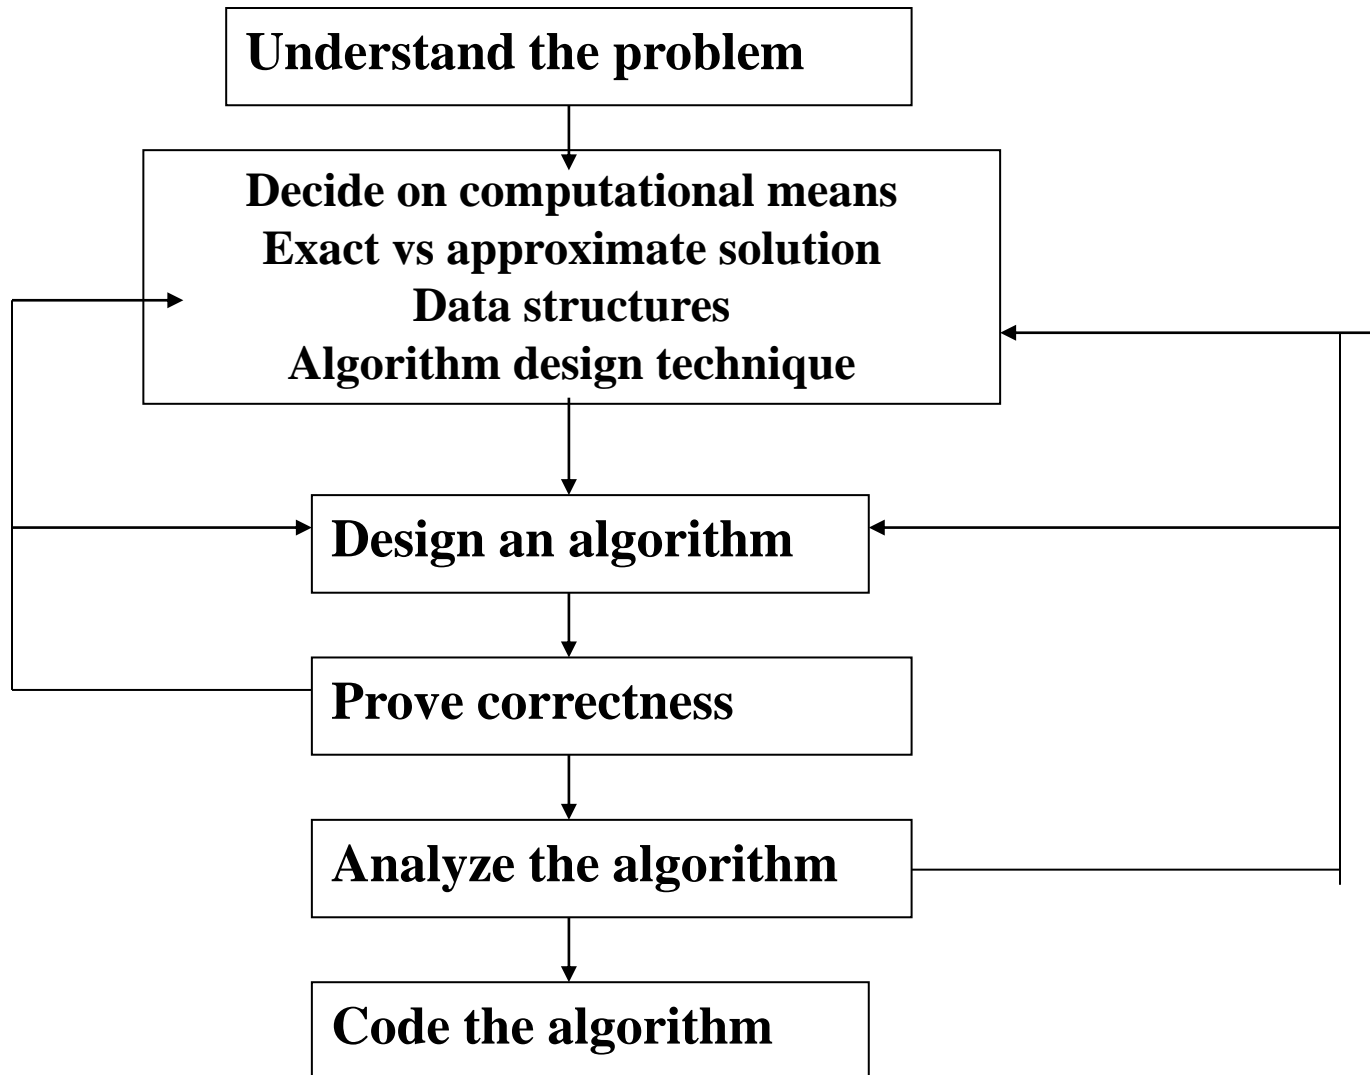 Understand the problem
Decide on computational means
Exact vs approximate solution
Data structures
Algorithm design technique
Design an algorithm
Prove correctness
Analyze the algorithm
Code the algorithm